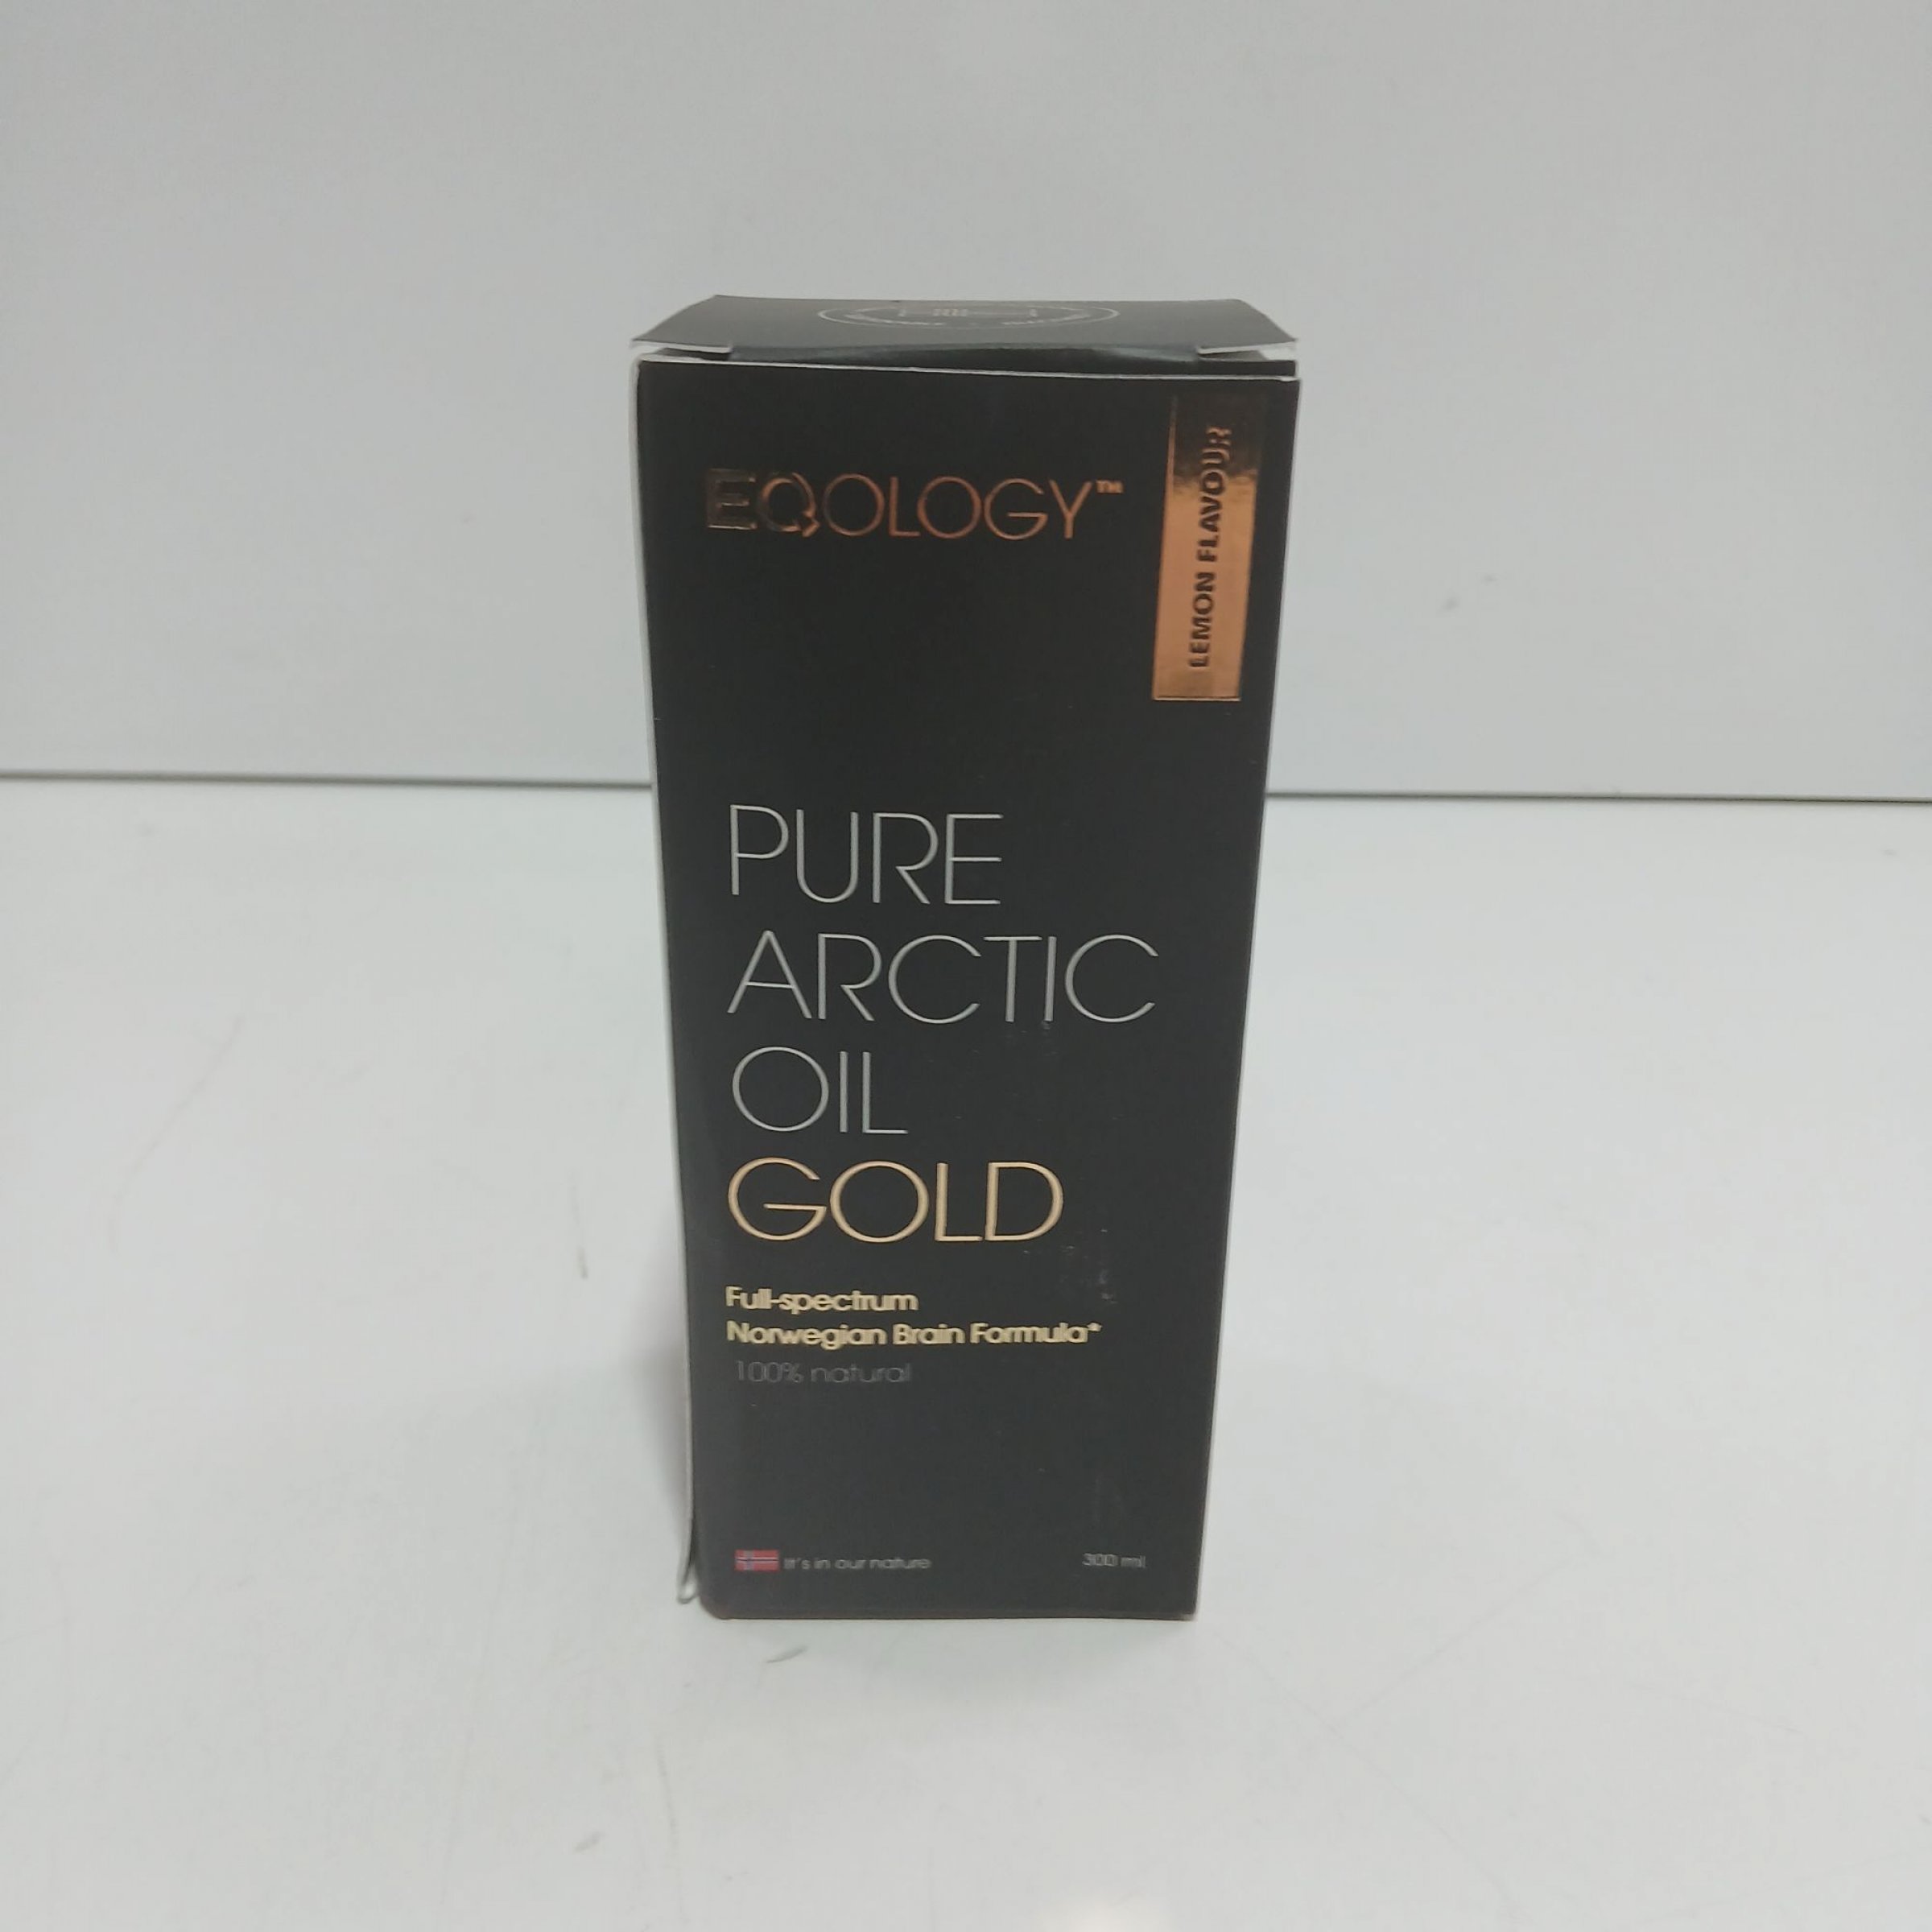 EQOLOGY™
LEMON FLAVOUR
PURE
ARCTIC
OIL
GOLD
Full-spectrum
Norwegian Brain Formula*
100% natural
It's in our nature
300 ml